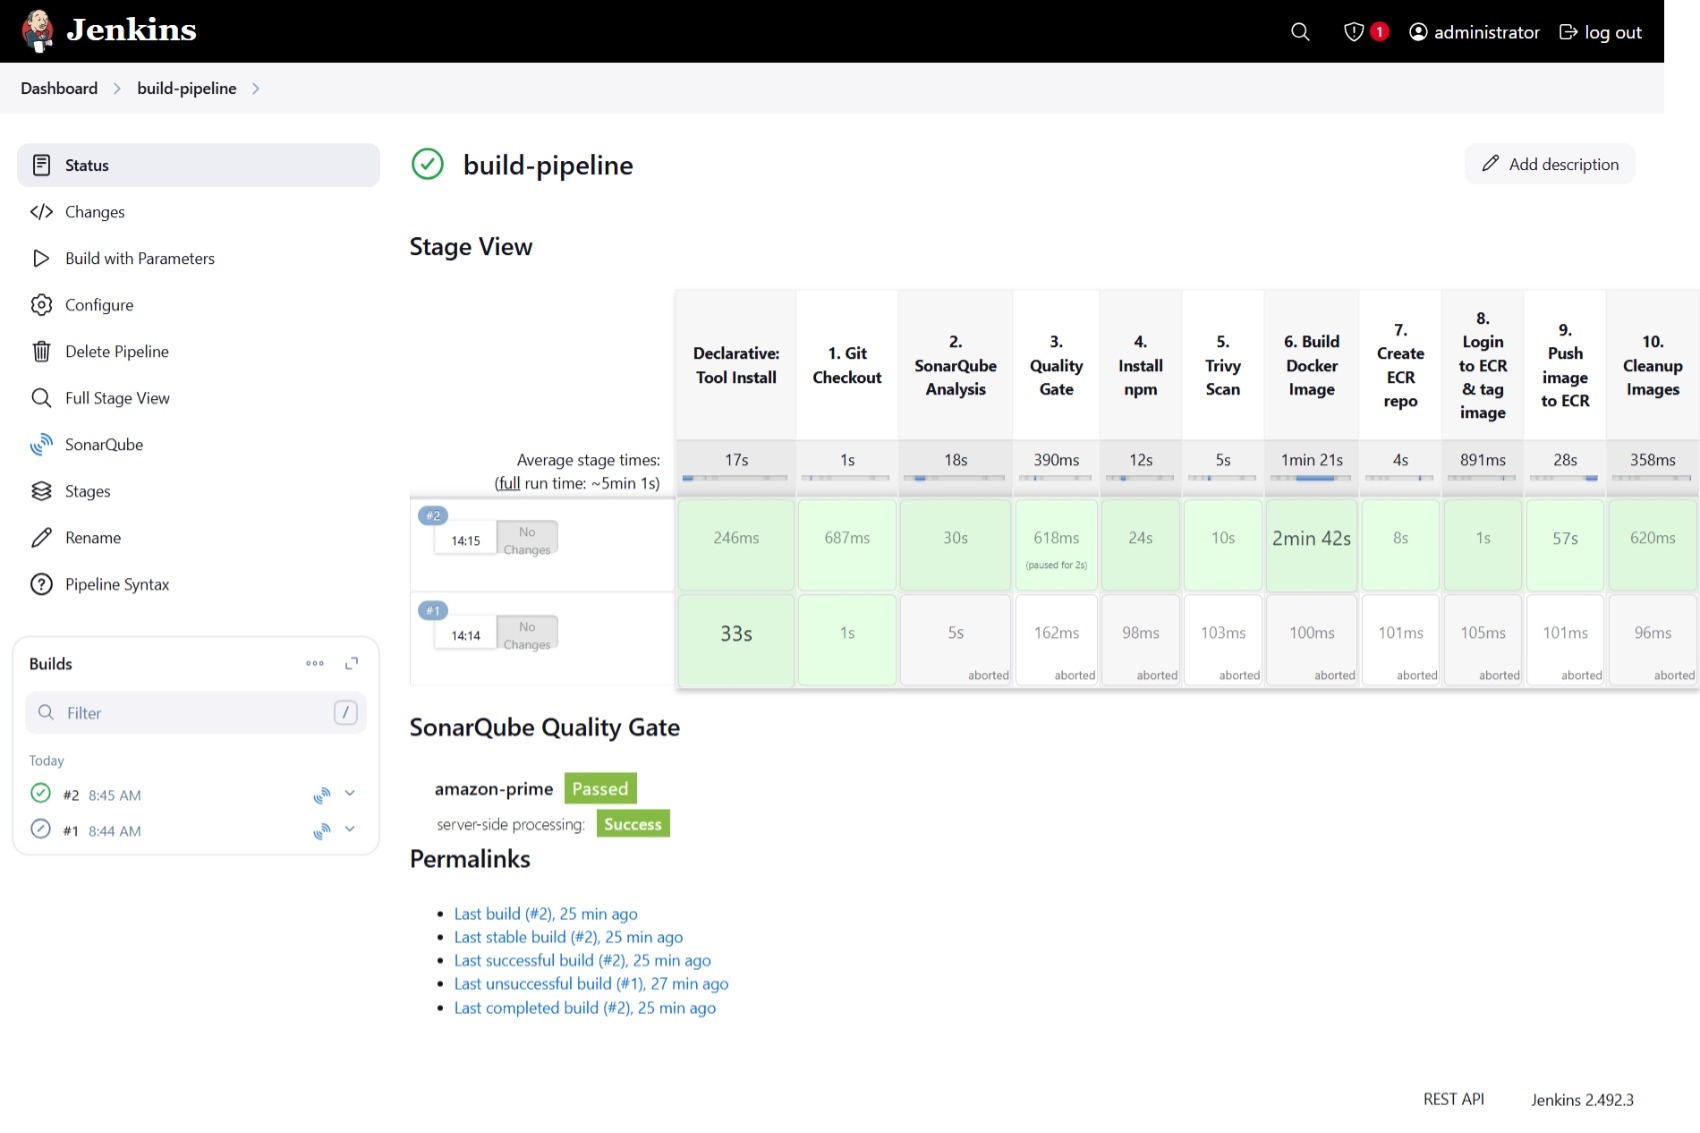 Jenkins
1
administrator
log out
Dashboard
build-pipeline
Status
Changes
Build with Parameters
Configure
Delete Pipeline
Full Stage View
SonarQube
Stages
Rename
Pipeline Syntax
Builds
Filter
/
Today
#2 8:45 AM
#1 8:44 AM
build-pipeline
Add description
Stage View
Declarative:
Tool Install
1. Git
Checkout
2.
SonarQube
Analysis
3.
Quality
Gate
4.
Install
npm
5.
Trivy
Scan
6. Build
Docker
Image
7.
Create
ECR
repo
8.
Login
to ECR
& tag
image
9.
Push
image
to ECR
10.
Cleanup
Images
Average stage times:
(full run time: ~5min 1s)
17s
1s
18s
390ms
12s
5s
1min 21s
4s
891ms
28s
358ms
#2
14:15
No
Changes
246ms
687ms
30s
618ms
(paused for 2s)
24s
10s
2min 42s
8s
1s
57s
620ms
#1
14:14
No
Changes
33s
1s
5s
aborted
162ms
aborted
98ms
aborted
103ms
aborted
100ms
aborted
101ms
aborted
105ms
aborted
101ms
aborted
96ms
aborted
SonarQube Quality Gate
amazon-prime Passed
server-side processing: Success
Permalinks
Last build (#2), 25 min ago
Last stable build (#2), 25 min ago
Last successful build (#2), 25 min ago
Last unsuccessful build (#1), 27 min ago
Last completed build (#2), 25 min ago
REST API
Jenkins 2.492.3